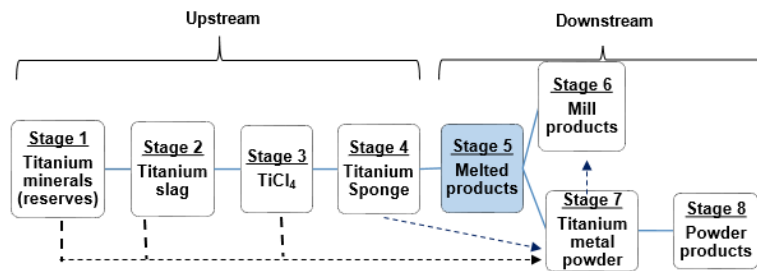 Upstream
Downstream
Stage 1
Titanium
minerals
(reserves)
Stage 2
Titanium
slag
Stage 3
TiCl₄
Stage 4
Titanium
Sponge
Stage 5
Melted
products
Stage 6
Mill
products
Stage 7
Titanium
metal
powder
Stage 8
Powder
products